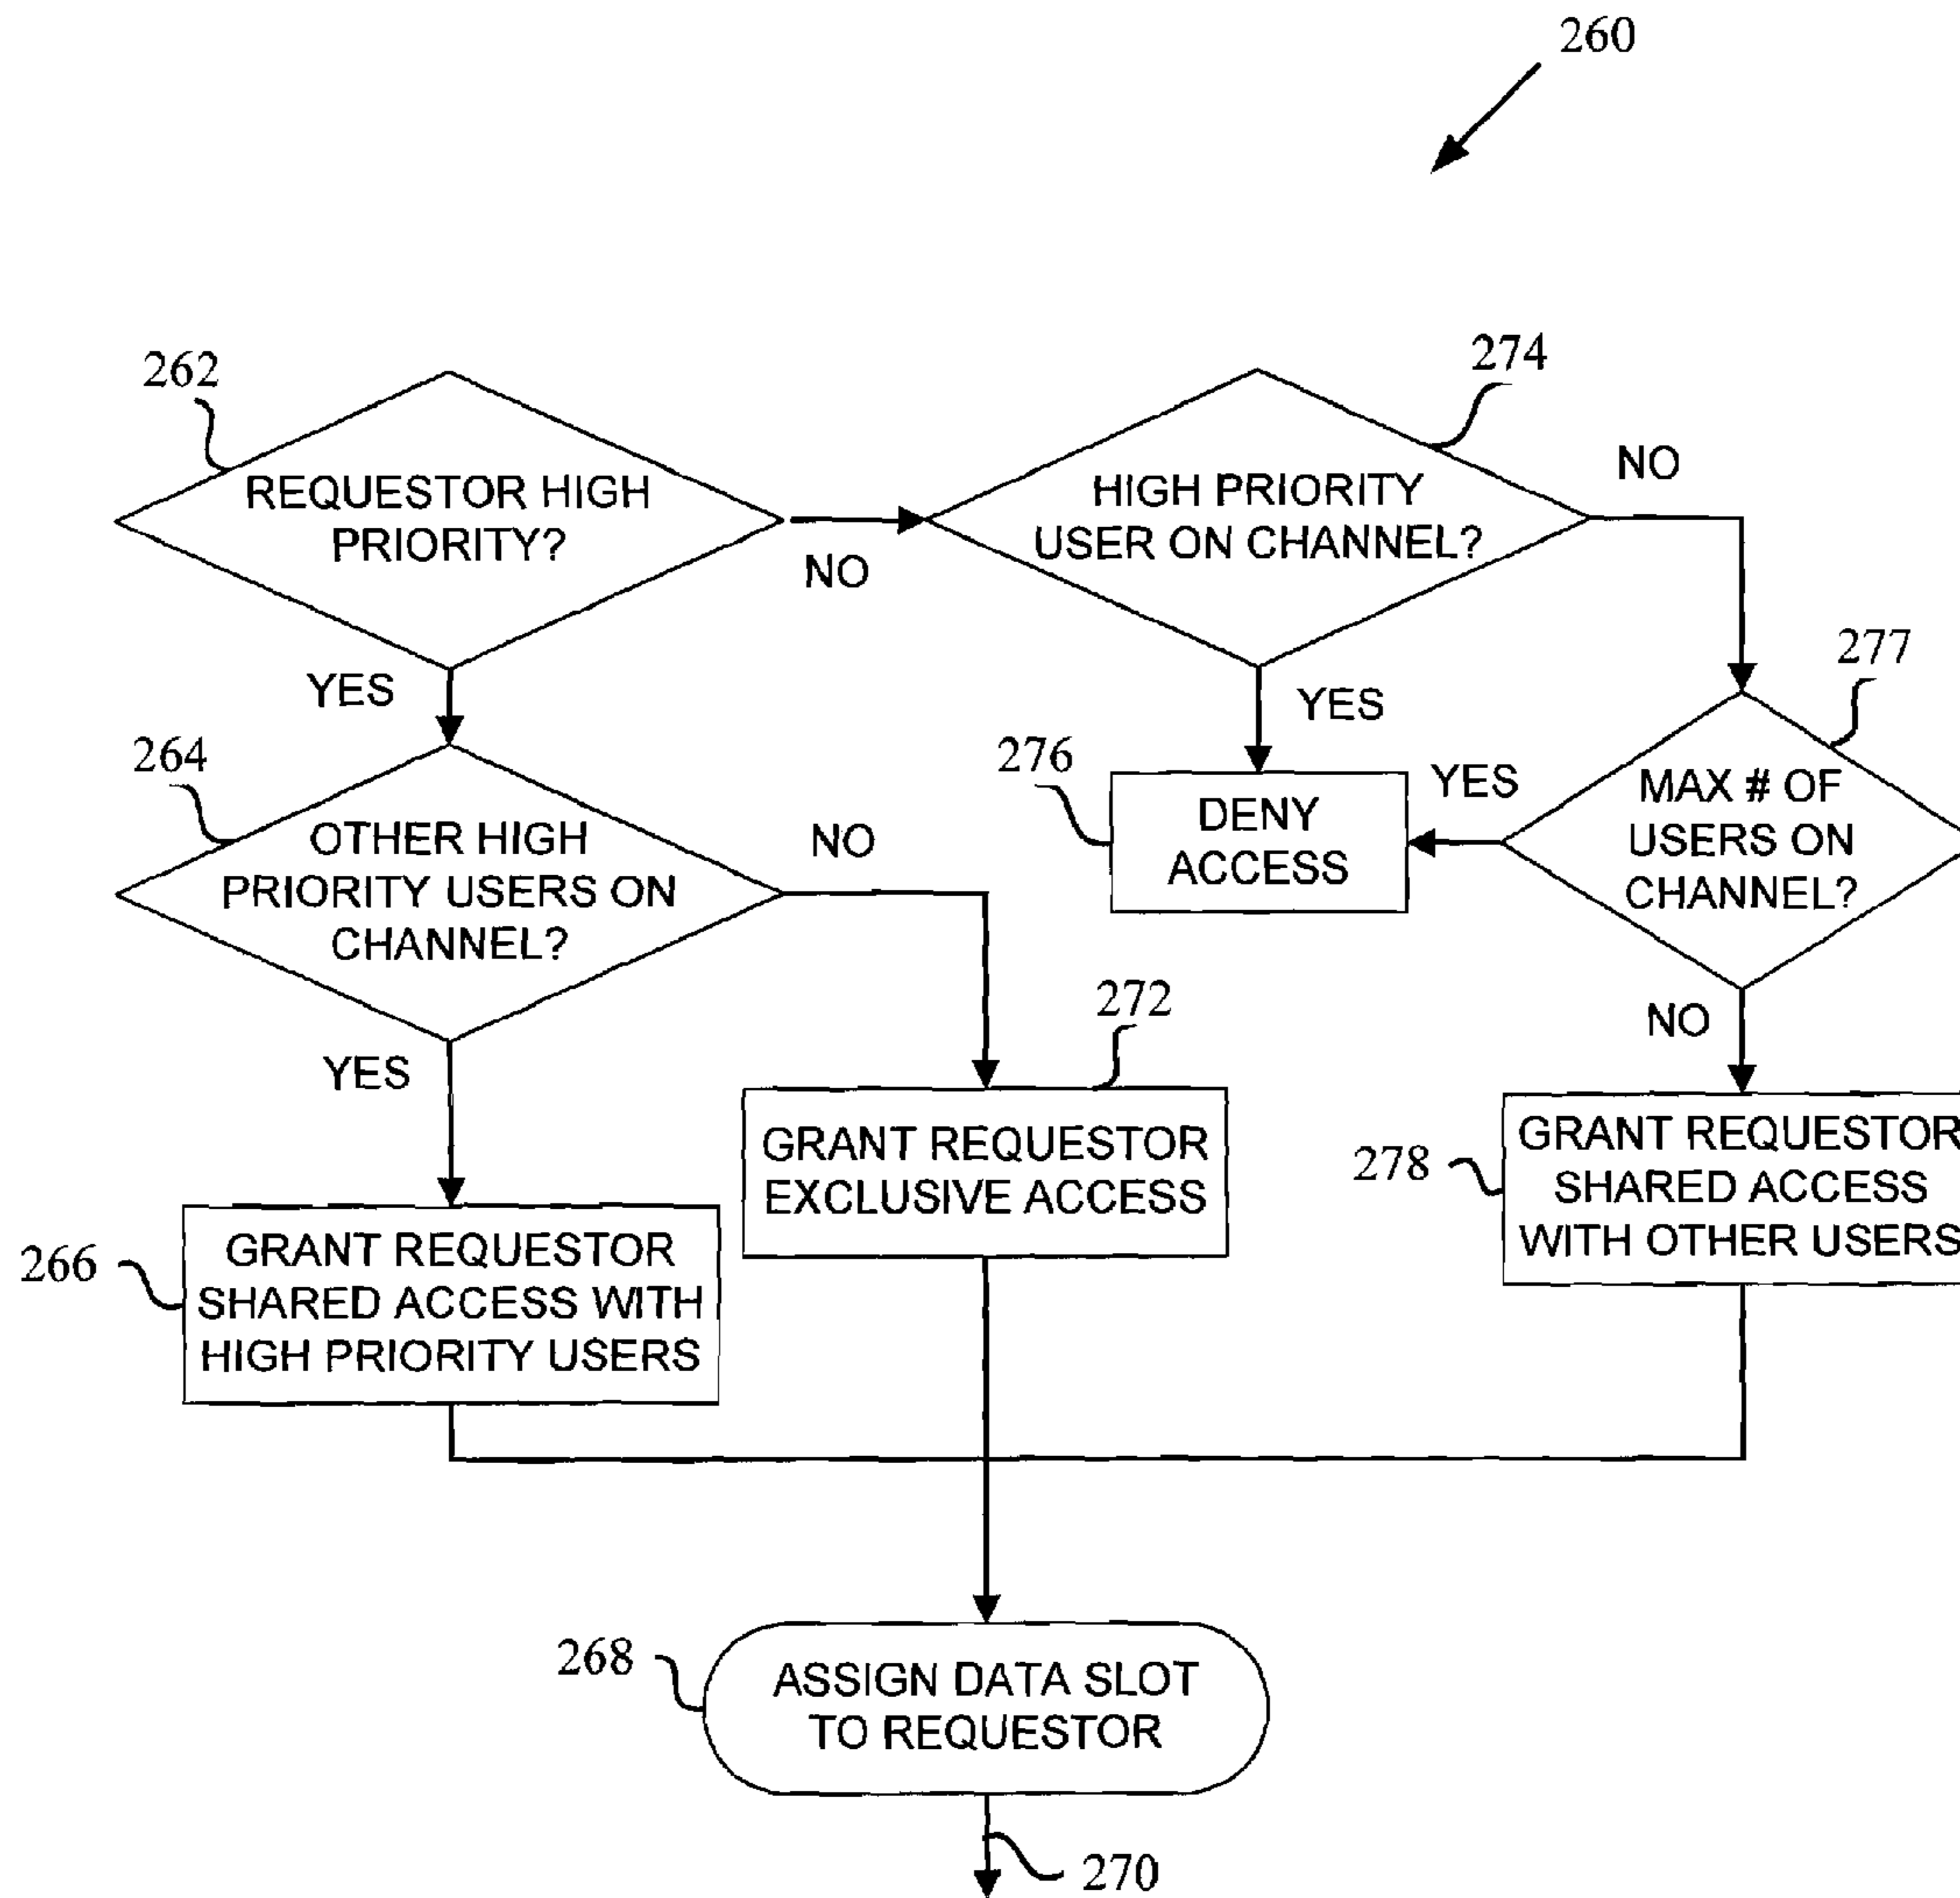 260
262
REQUESTOR HIGH
PRIORITY?
NO
274
HIGH PRIORITY
USER ON CHANNEL?
NO
YES
YES
277
264
OTHER HIGH
PRIORITY USERS ON
CHANNEL?
NO
276
DENY
ACCESS
YES
MAX # OF
USERS ON
CHANNEL?
YES
272
NO
GRANT REQUESTOR
EXCLUSIVE ACCESS
278
GRANT REQUESTOR
SHARED ACCESS
WITH OTHER USERS
266
GRANT REQUESTOR
SHARED ACCESS WITH
HIGH PRIORITY USERS
268
ASSIGN DATA SLOT
TO REQUESTOR
270